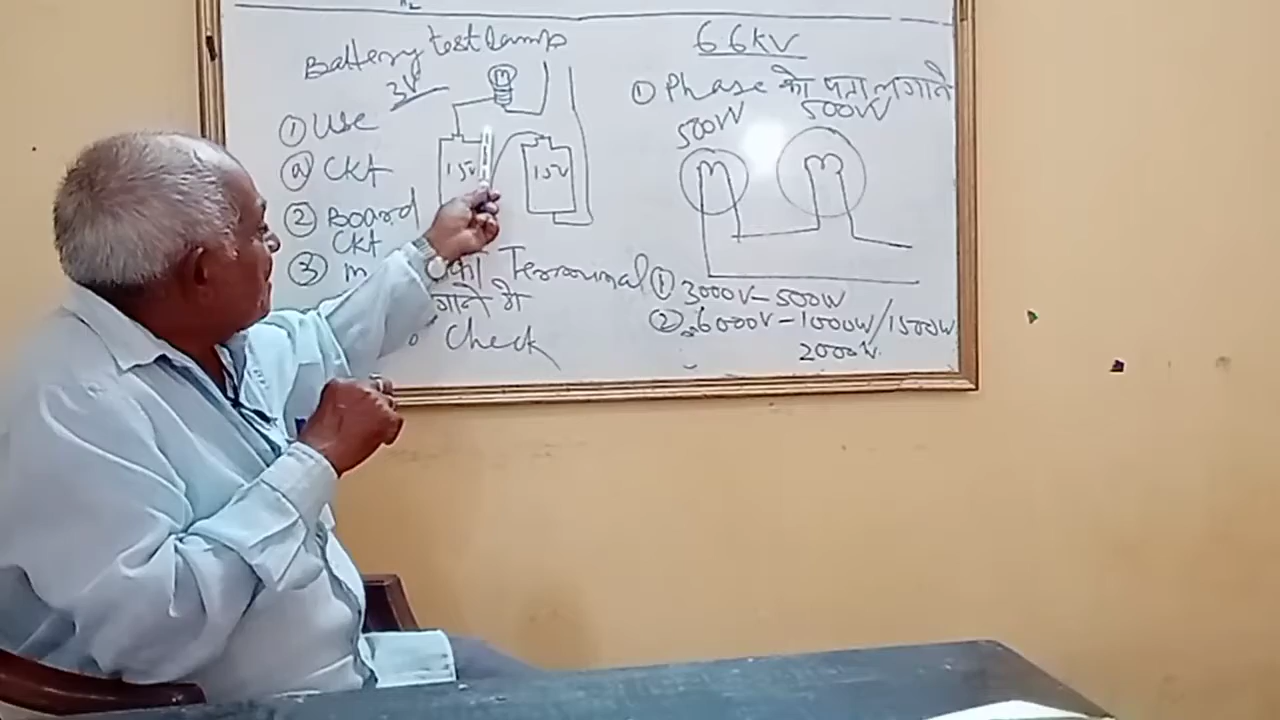 Battery test lamp
3V
① Use
ⓐ Ckt
② Board
Ckt
③ m
का Terminal
गाने मे
Check
1.5V
1.5V
6.6KV
① Phase को पता लगाने
500W
500W
① 3000V-500W
② 6000V-1000W/1500W
2000W.